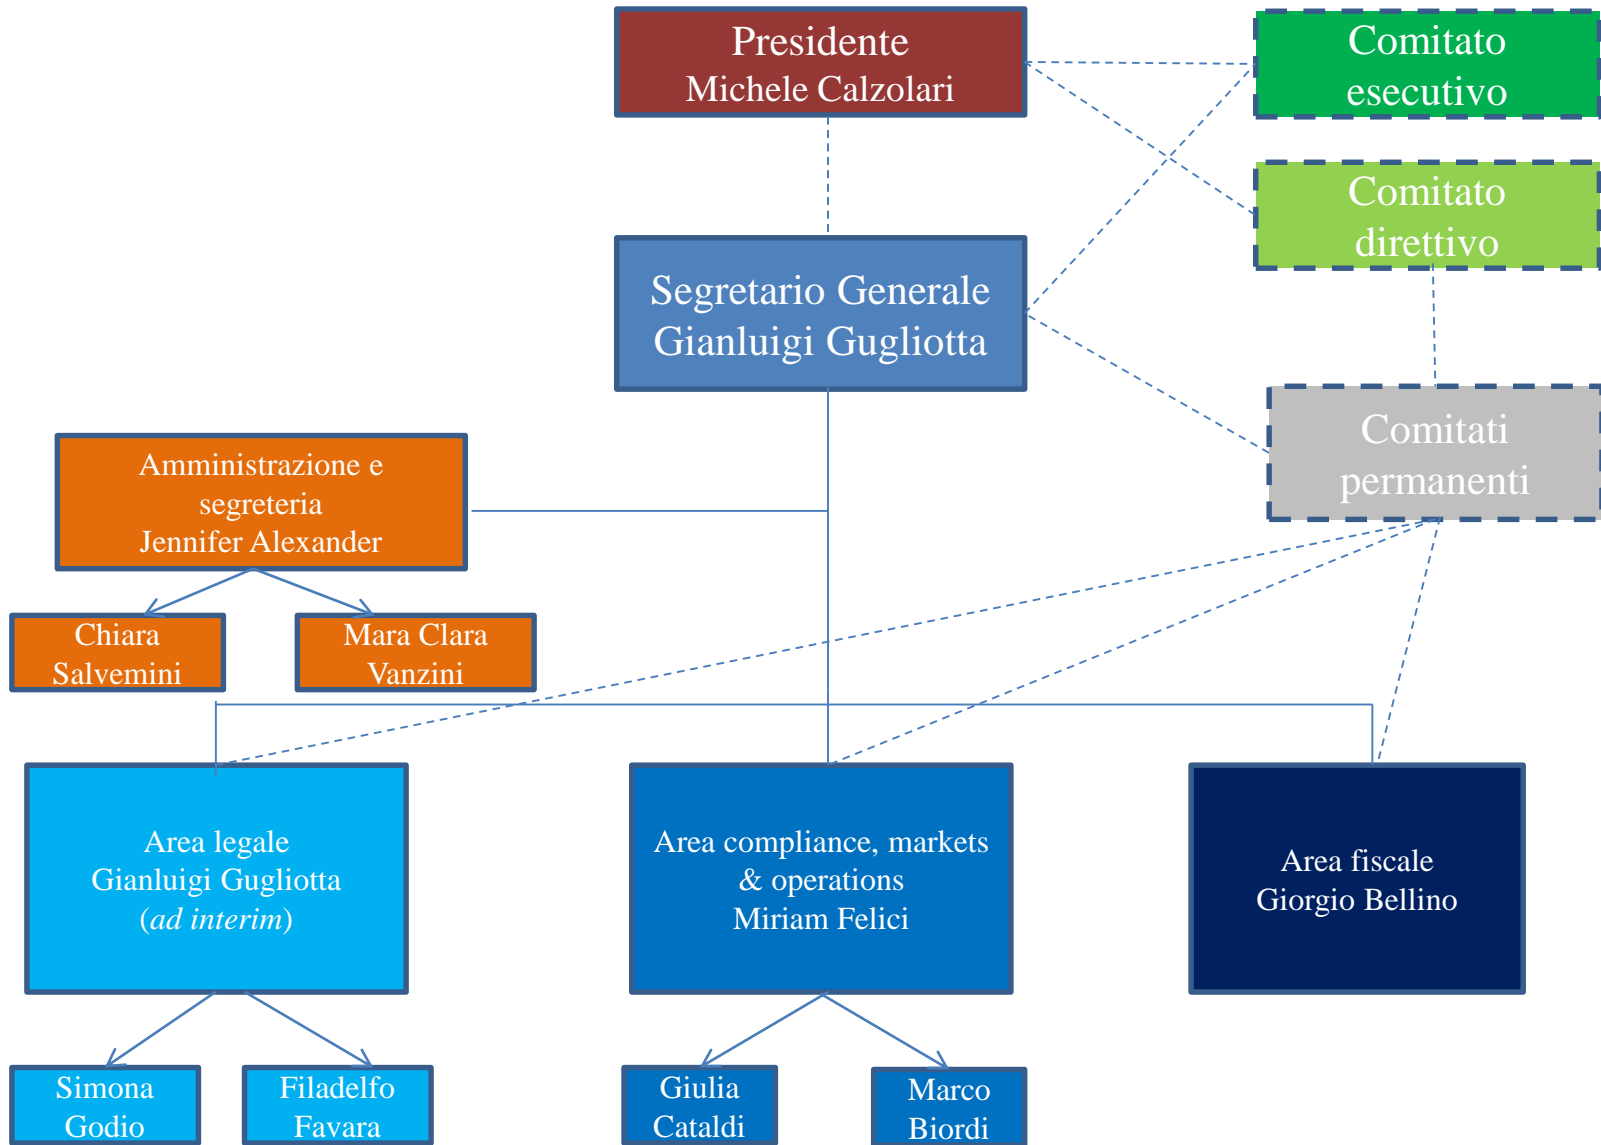 Presidente
Michele Calzolari
Comitato
esecutivo
Comitato
direttivo
Segretario Generale
Gianluigi Gugliotta
Comitati
permanenti
Amministrazione e
segreteria
Jennifer Alexander
Chiara
Salvemini
Mara Clara
Vanzini
Area legale
Gianluigi Gugliotta
(ad interim)
Area compliance, markets
& operations
Miriam Felici
Area fiscale
Giorgio Bellino
Simona
Godio
Filadelfo
Favara
Giulia
Cataldi
Marco
Biordi